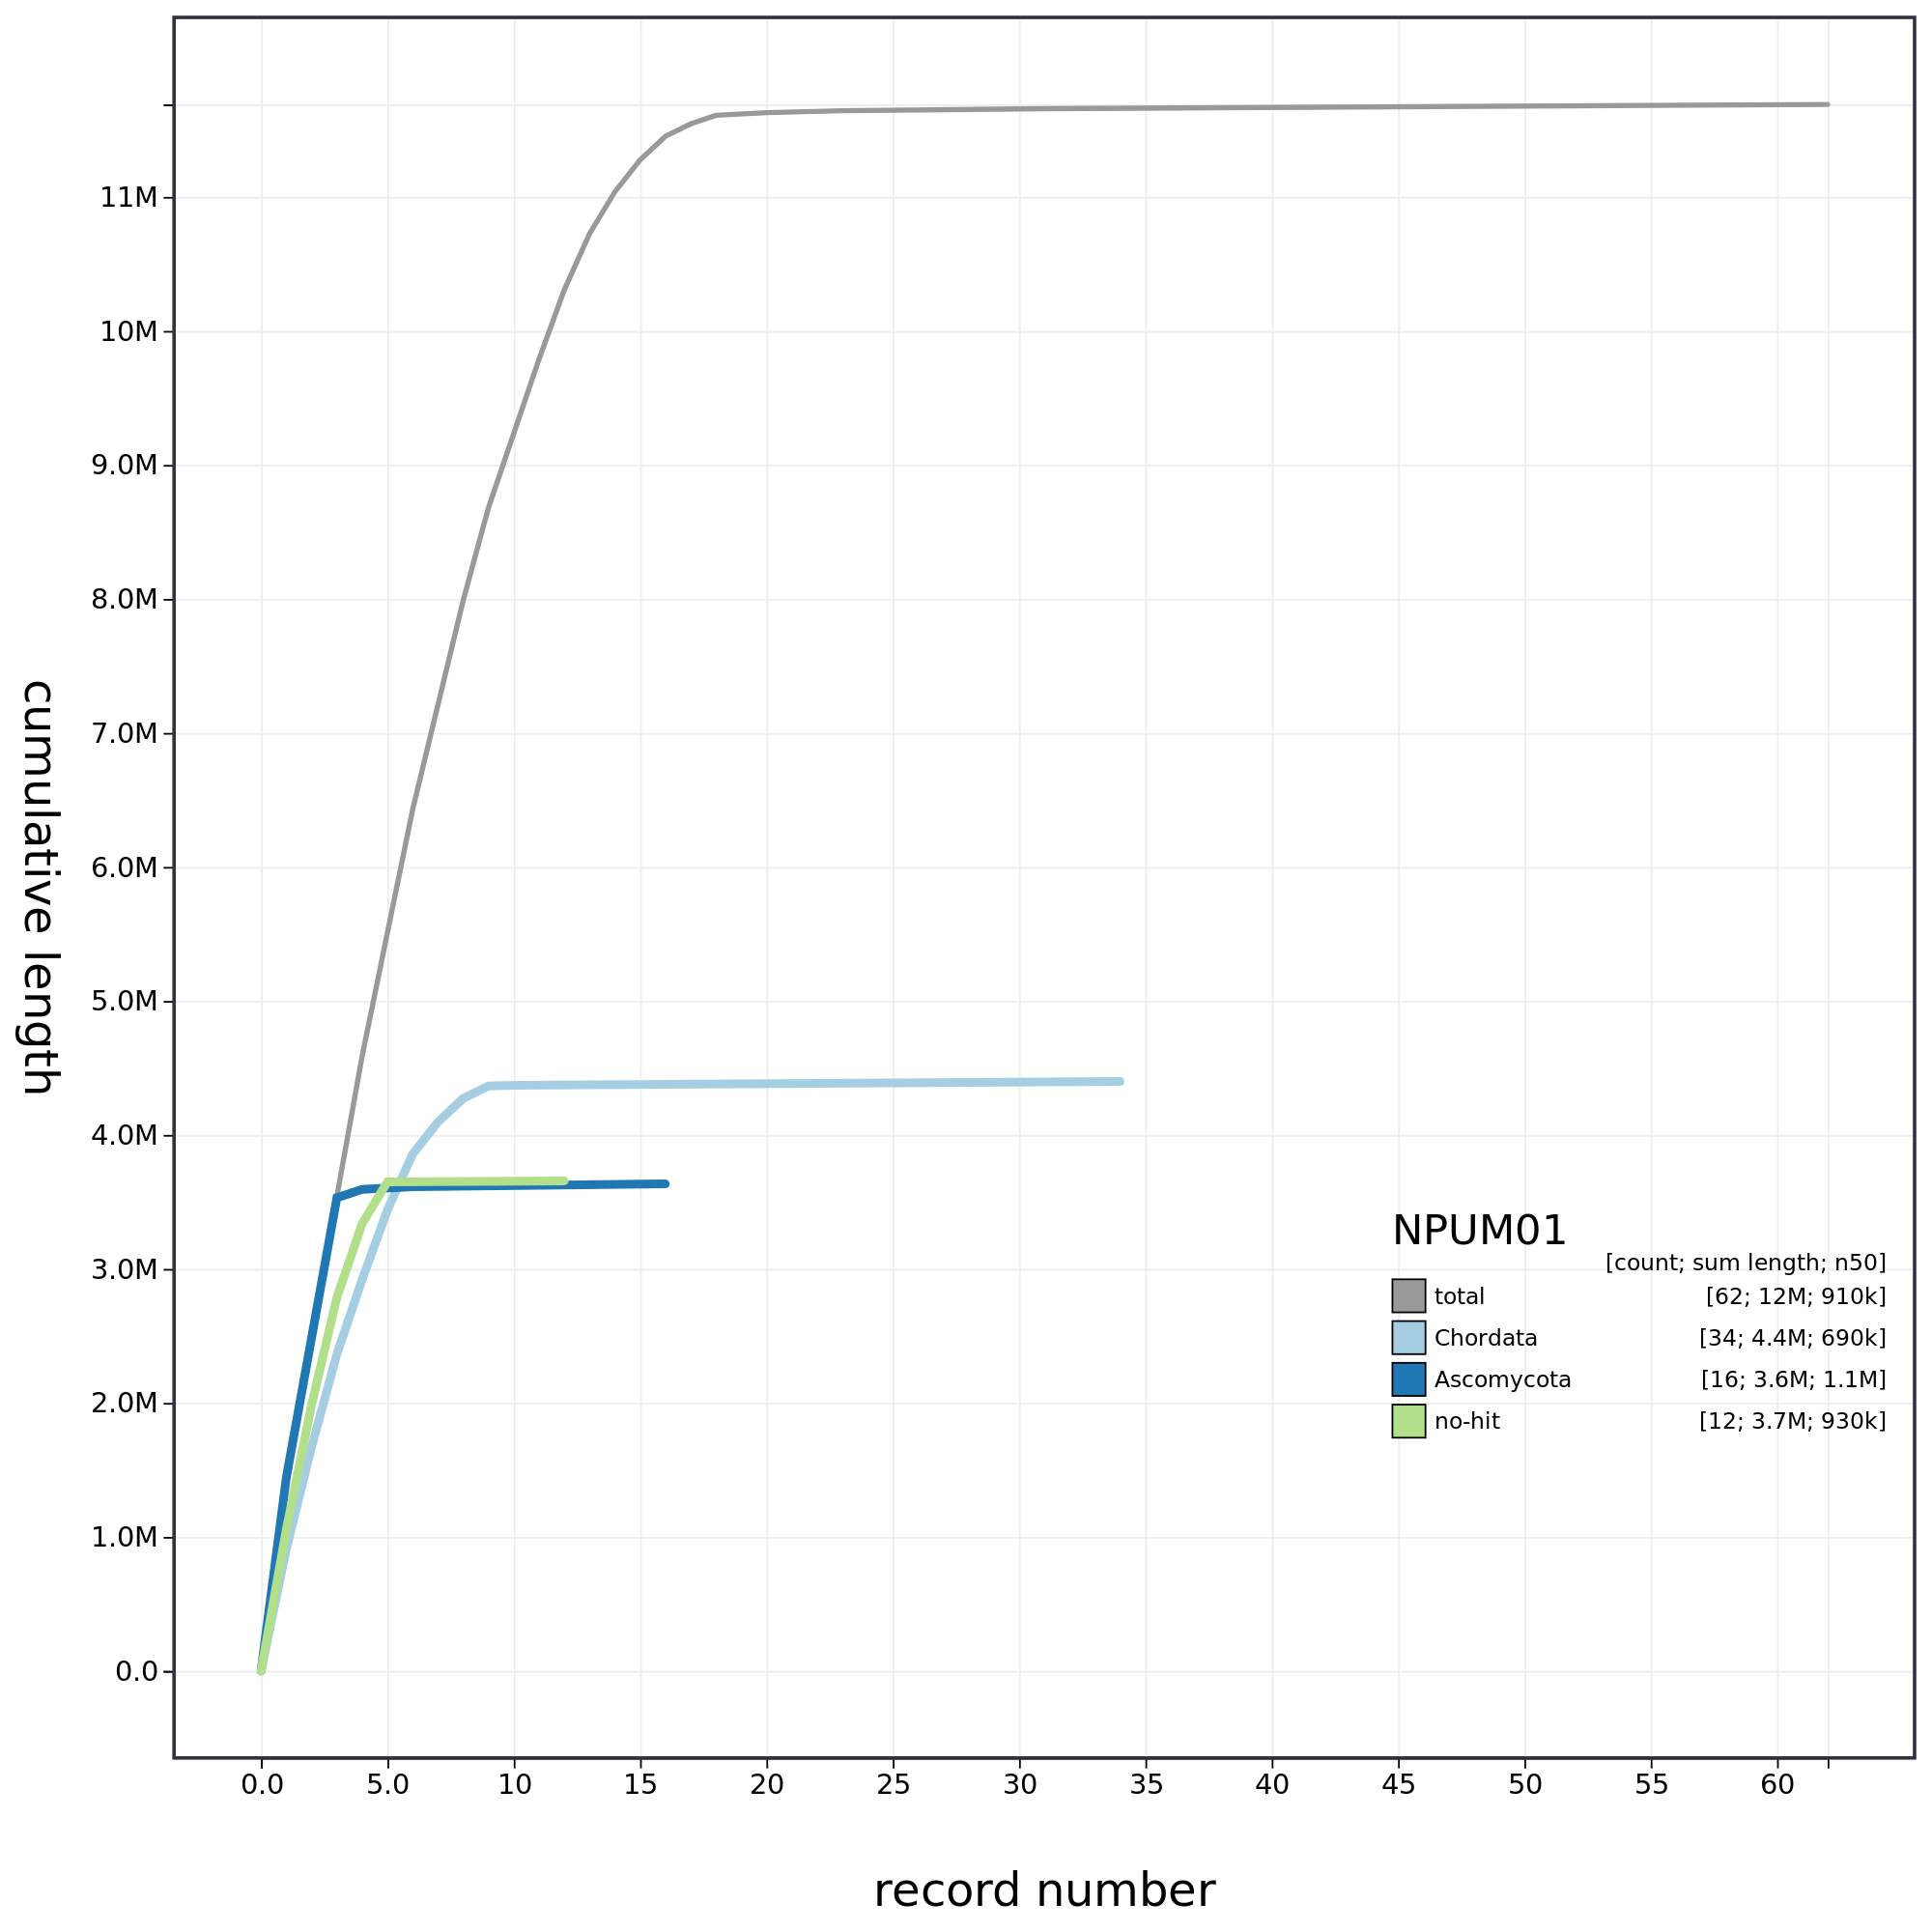 cumulative length
11M
10M
9.0M
8.0M
7.0M
6.0M
5.0M
4.0M
3.0M
2.0M
1.0M
0.0
NPUM01
[count; sum length; n50]
total [62; 12M; 910k]
Chordata [34; 4.4M; 690k]
Ascomycota [16; 3.6M; 1.1M]
no-hit [12; 3.7M; 930k]
0.0 5.0 10 15 20 25 30 35 40 45 50 55 60
record number